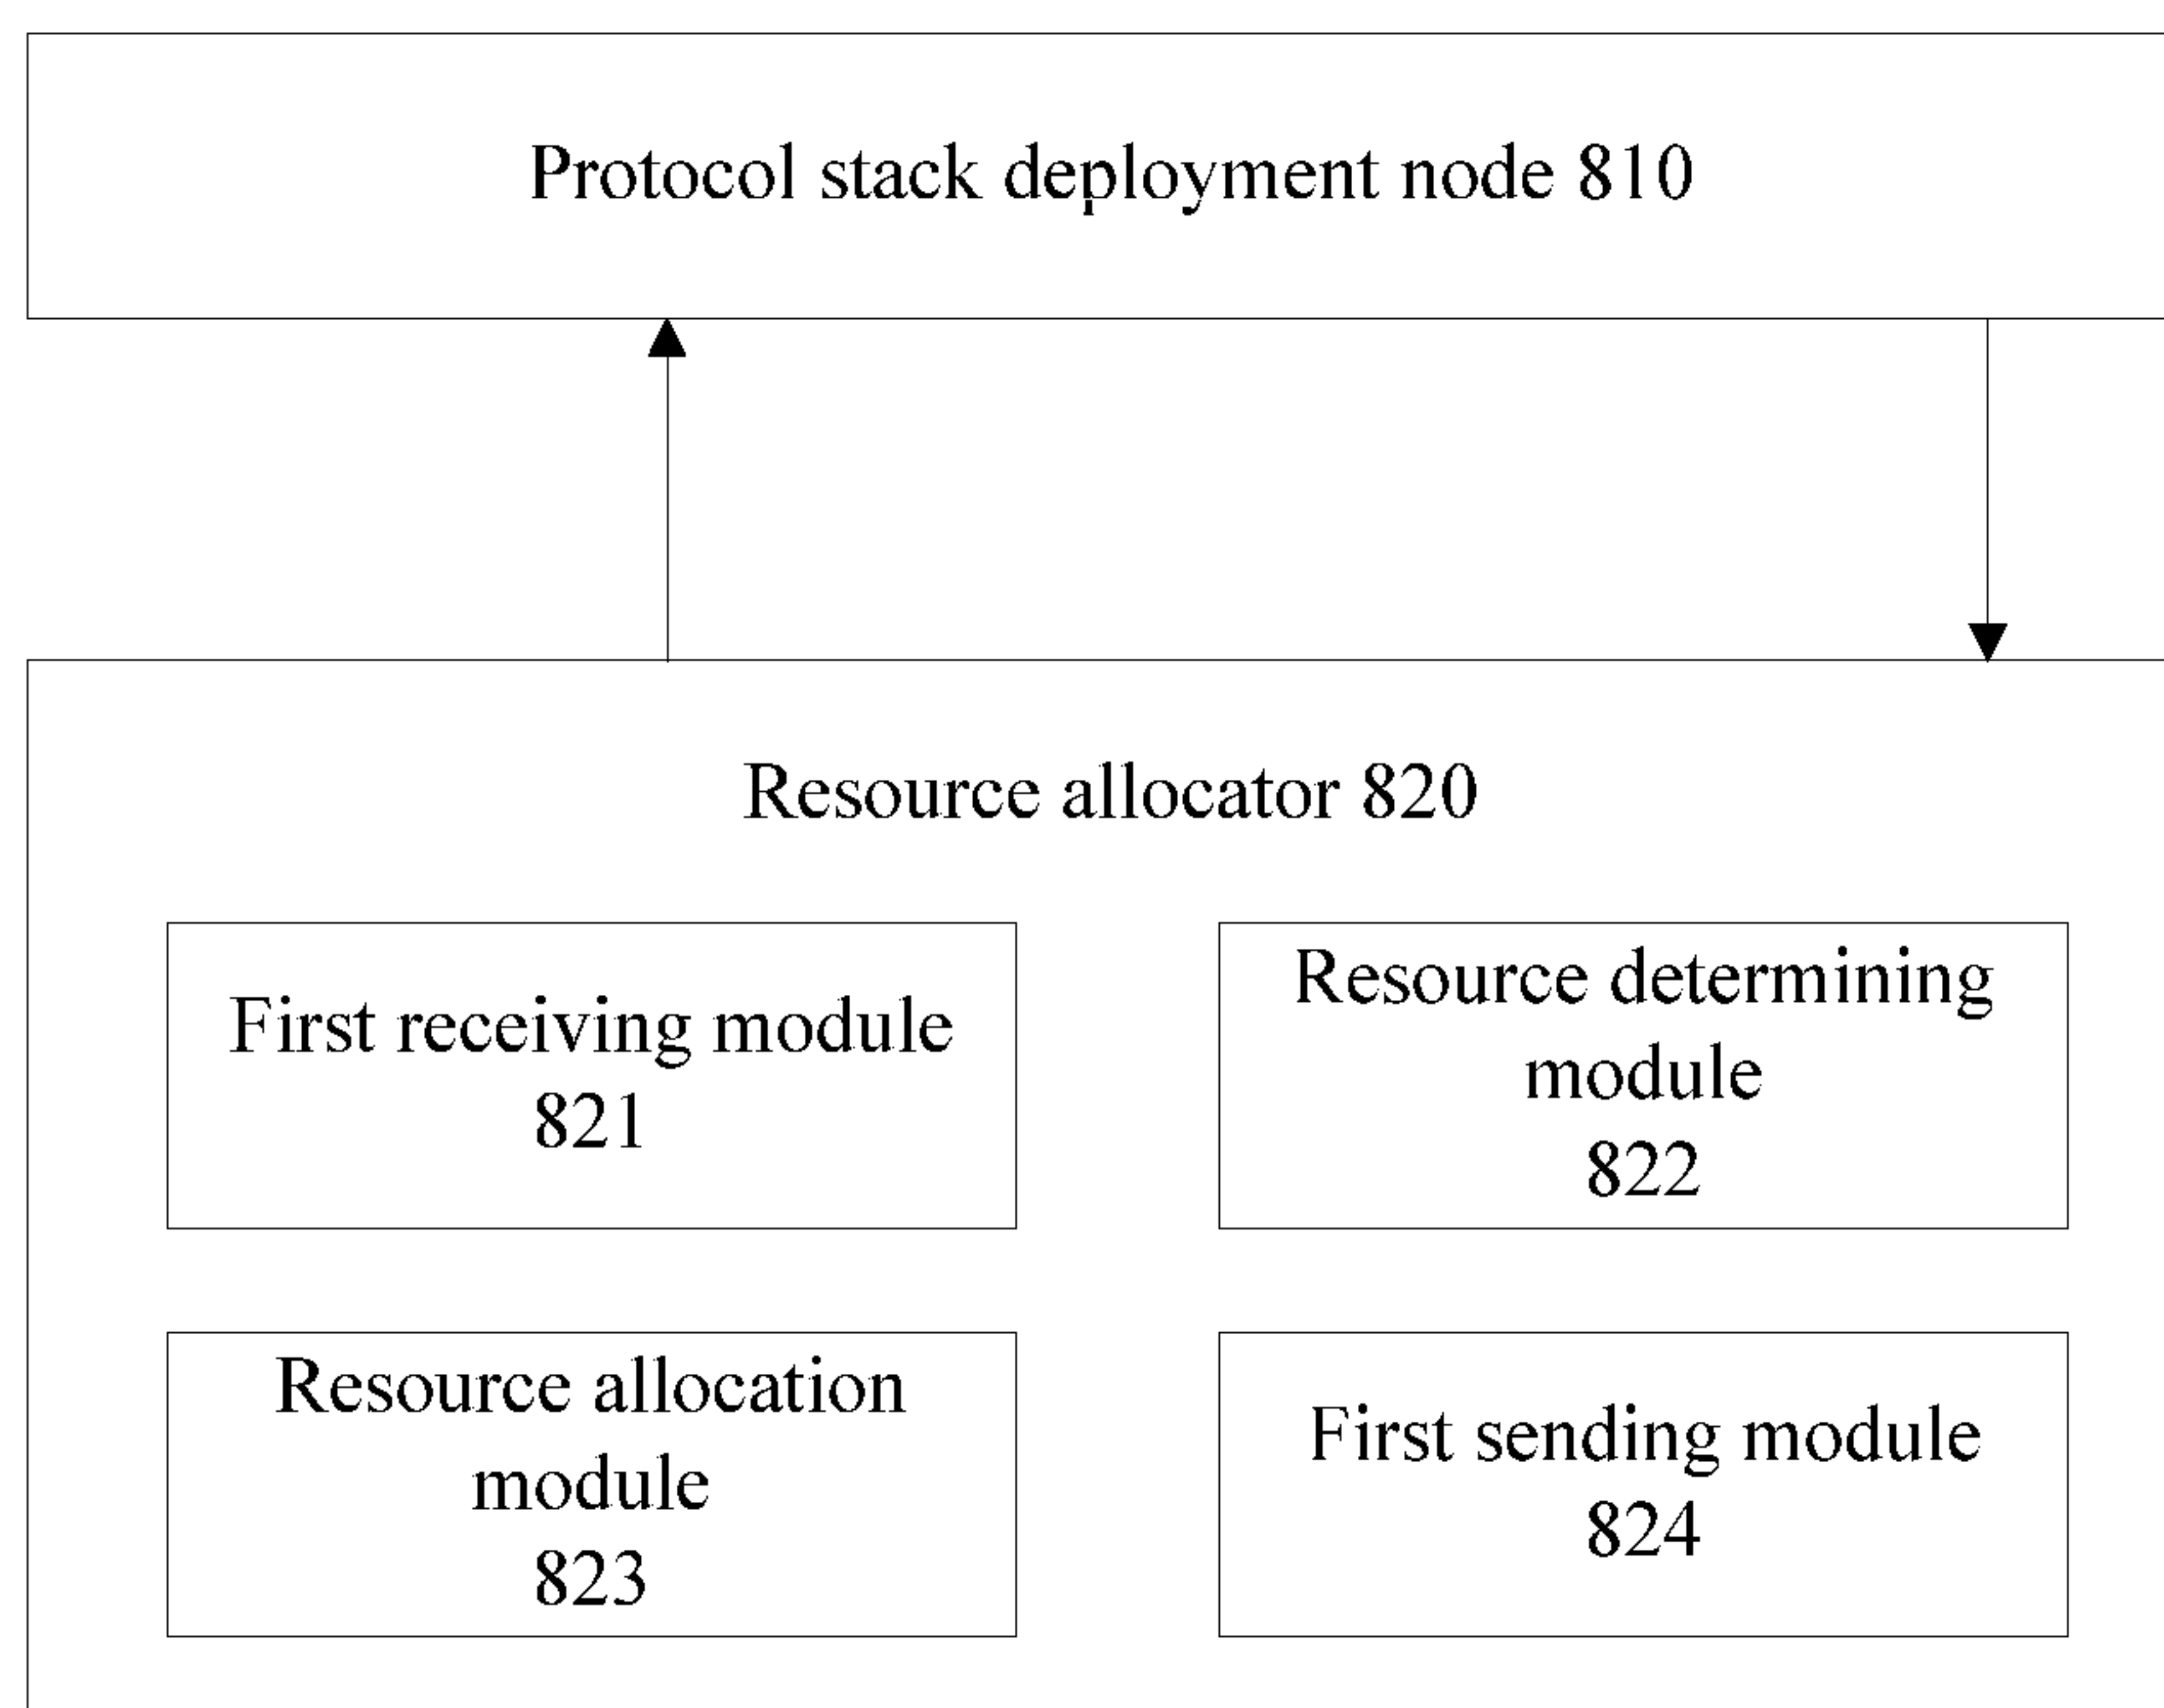 Protocol stack deployment node 810
Resource allocator 820
First receiving module
821
Resource determining
module
822
Resource allocation
module
823
First sending module
824